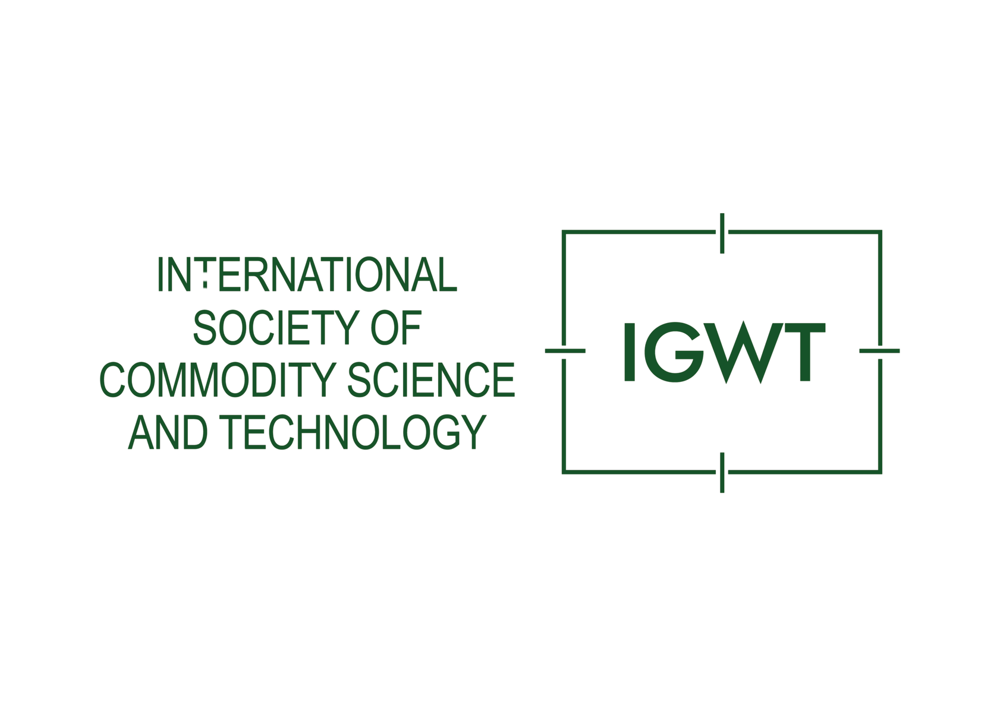 INTERNATIONAL
SOCIETY OF
COMMODITY SCIENCE
AND TECHNOLOGY
IGWT